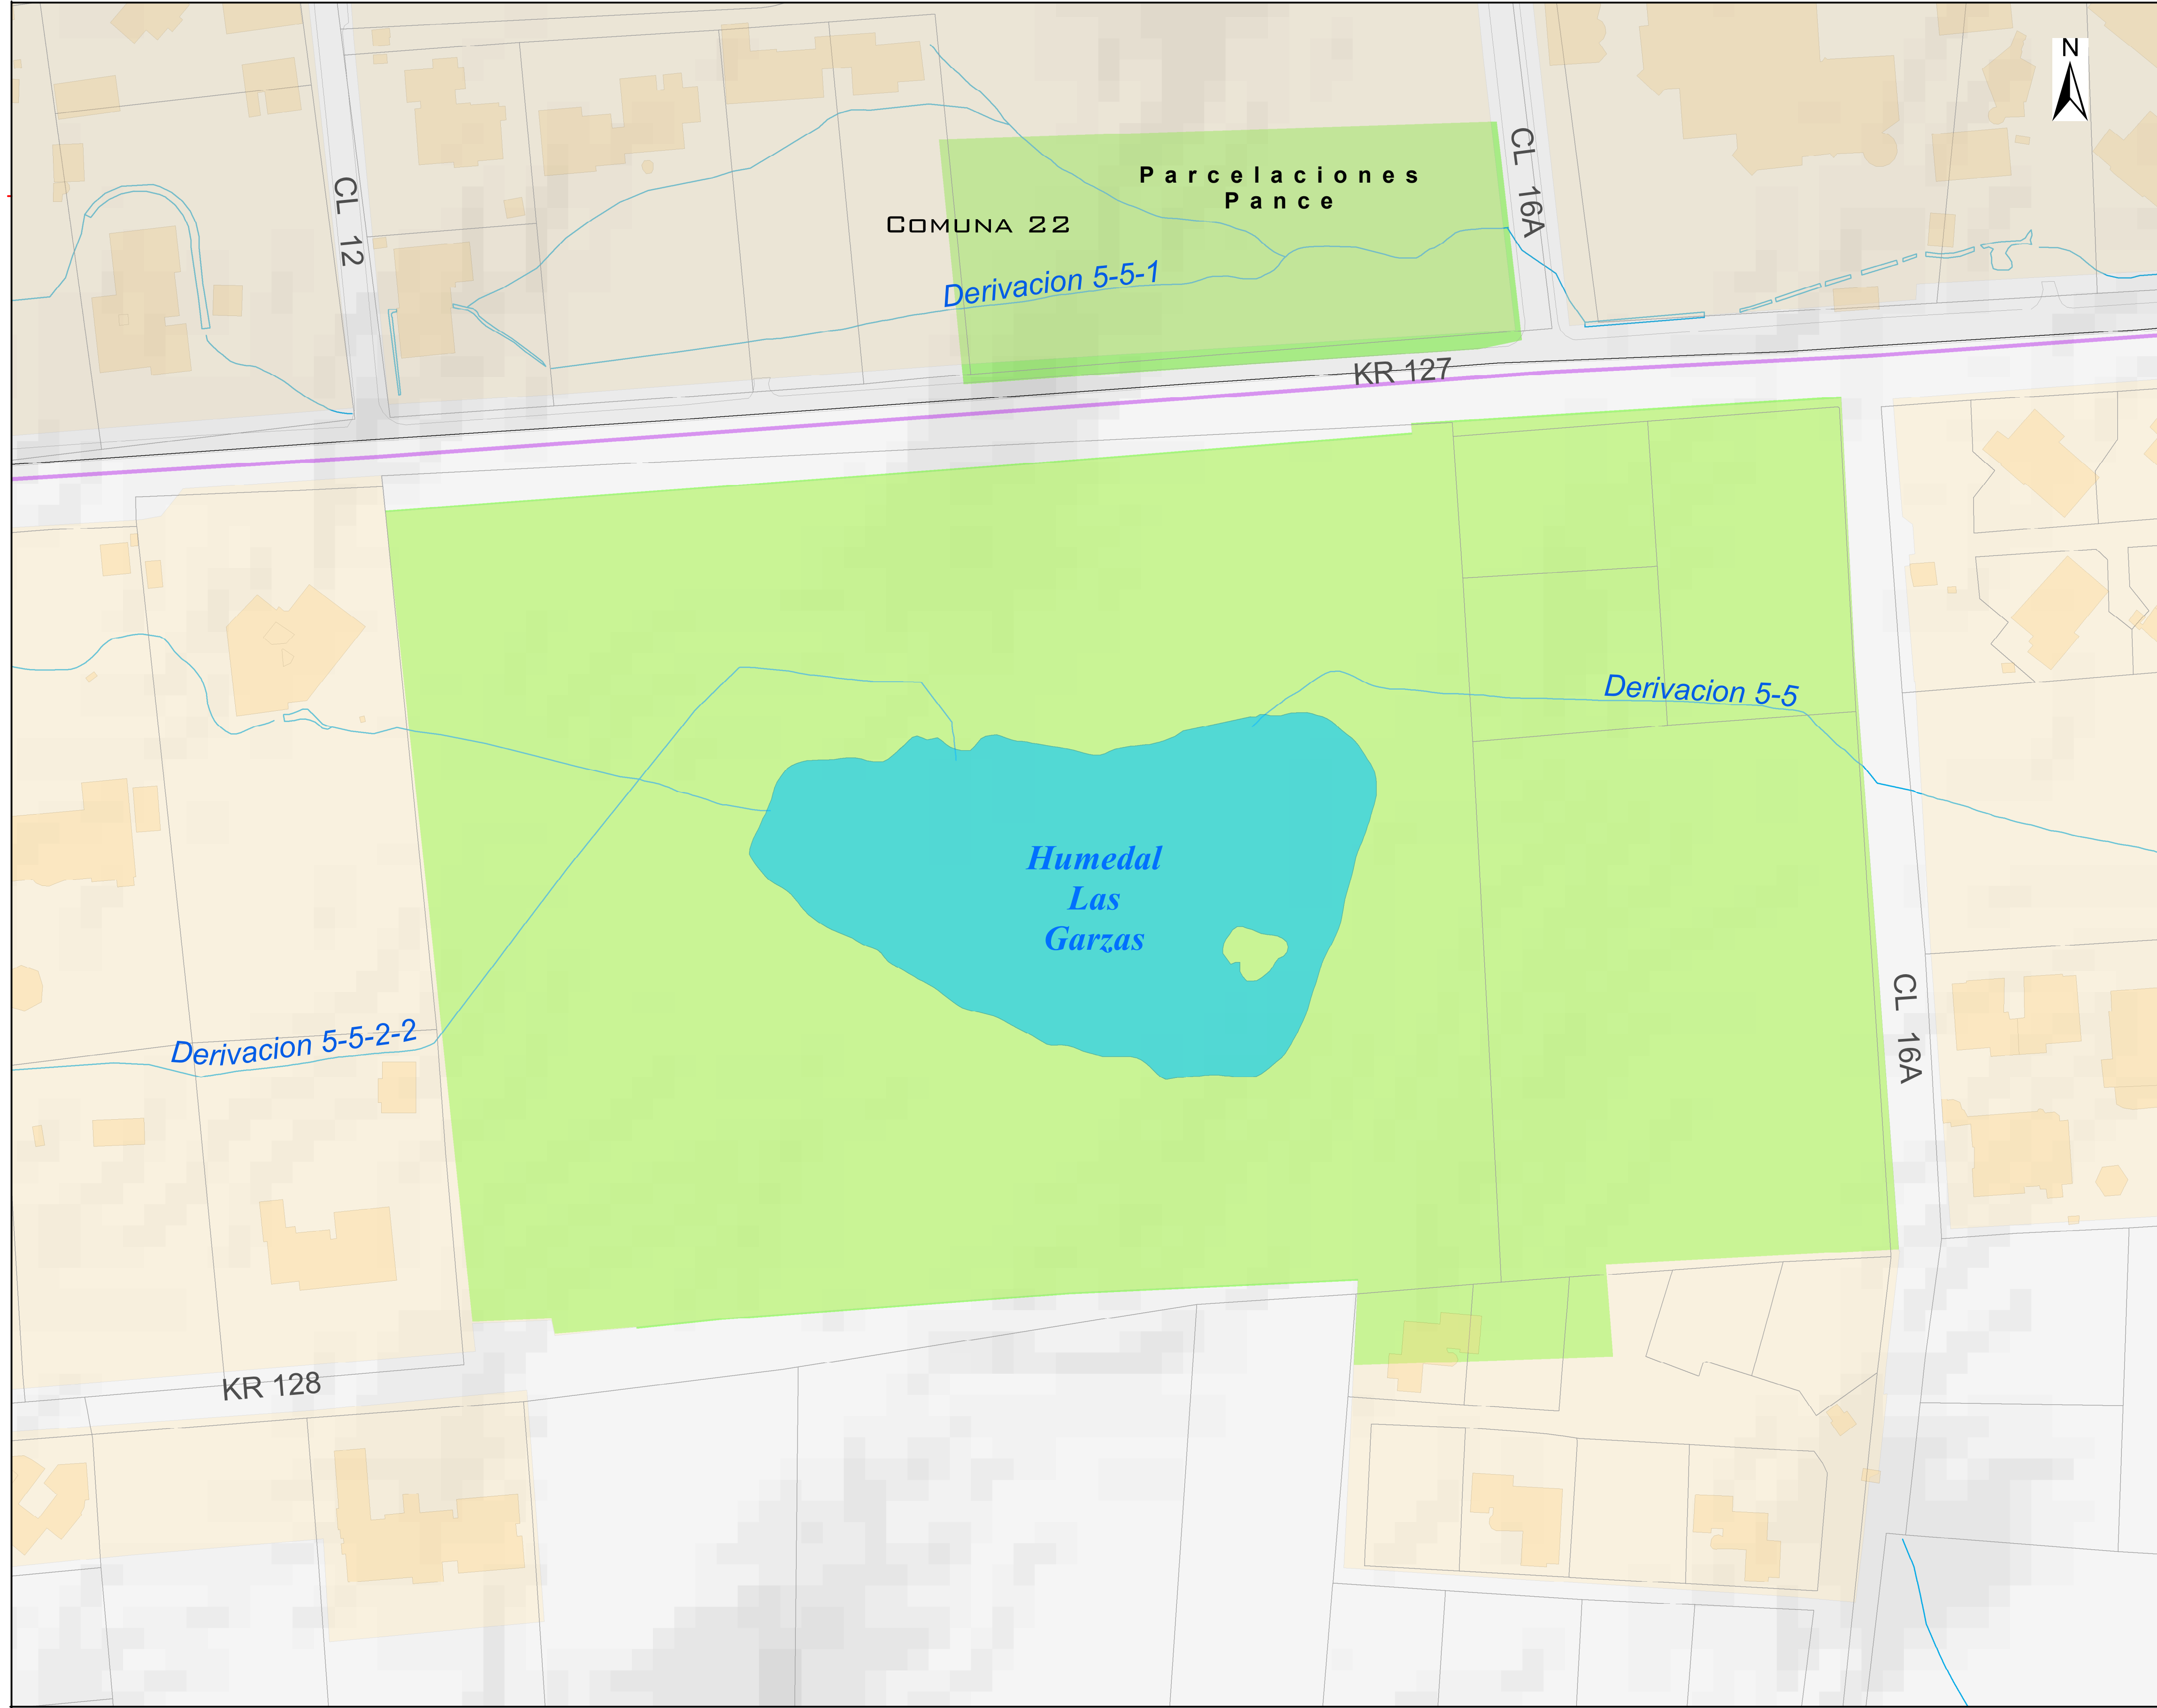 N
CL 16A
Parcelaciones
Pance
CL 12
COMUNA 22
Derivacion 5-5-1
KR 127
Derivacion 5-5
Humedal
Las
Garzas
CL 16A
Derivacion 5-5-2-2
KR 128